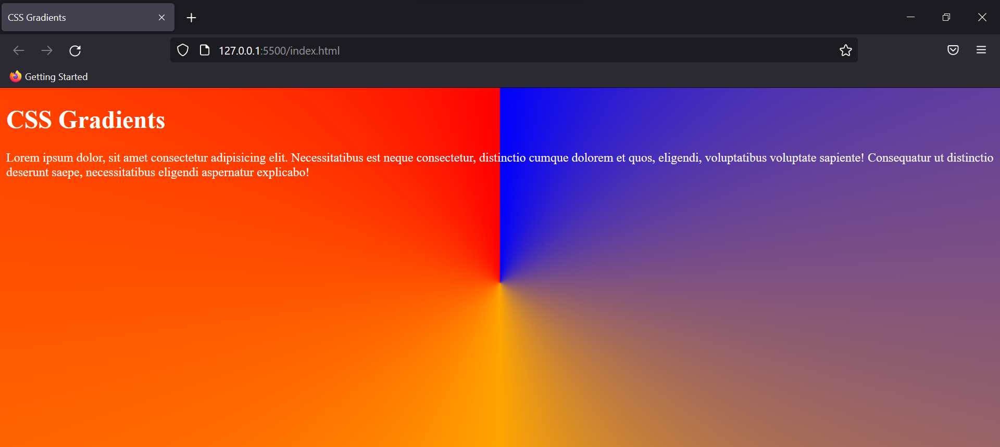 CSS Gradients
127.0.0.1:5500/index.html
Getting Started
CSS Gradients
Lorem ipsum dolor, sit amet consectetur adipisicing elit. Necessitatibus est neque consectetur, distinctio cumque dolorem et quos, eligendi, voluptatibus voluptate sapiente! Consequatur ut distinctio
deserunt saepe, necessitatibus eligendi aspernatur explicabo!